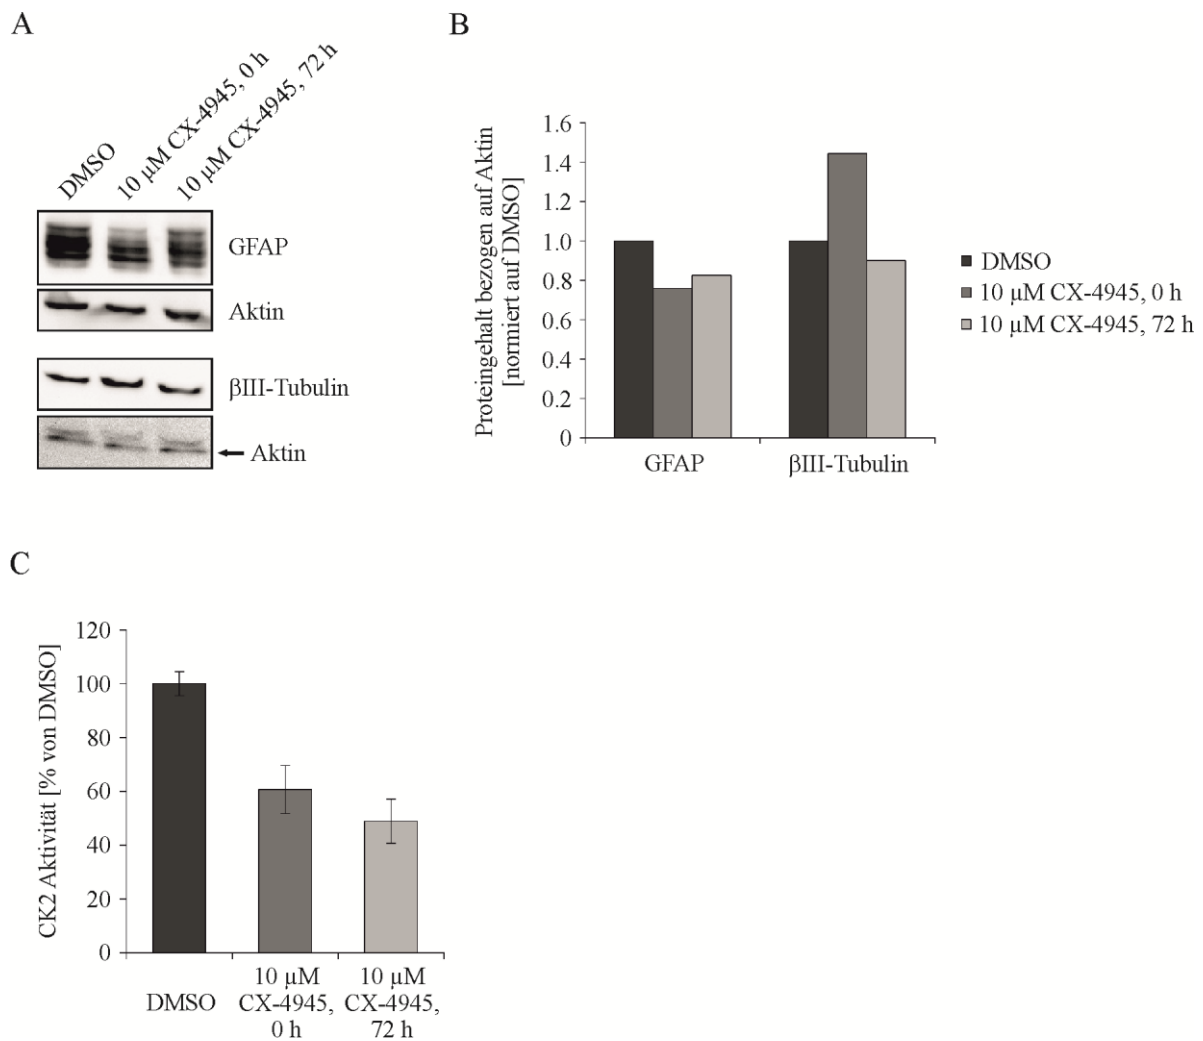 A
DMSO
10 µM CX-4945, 0 h
10 µM CX-4945, 72 h
GFAP
Aktin
βIII-Tubulin
Aktin
B
Proteingehalt bezogen auf Aktin
[normiert auf DMSO]
1.6
1.4
1.2
1.0
0.8
0.6
0.4
0.2
0
GFAP
βIII-Tubulin
DMSO
10 µM CX-4945, 0 h
10 µM CX-4945, 72 h
C
CK2 Aktivität [% von DMSO]
120
100
80
60
40
20
0
DMSO
10 µM
CX-4945,
0 h
10 µM
CX-4945,
72 h